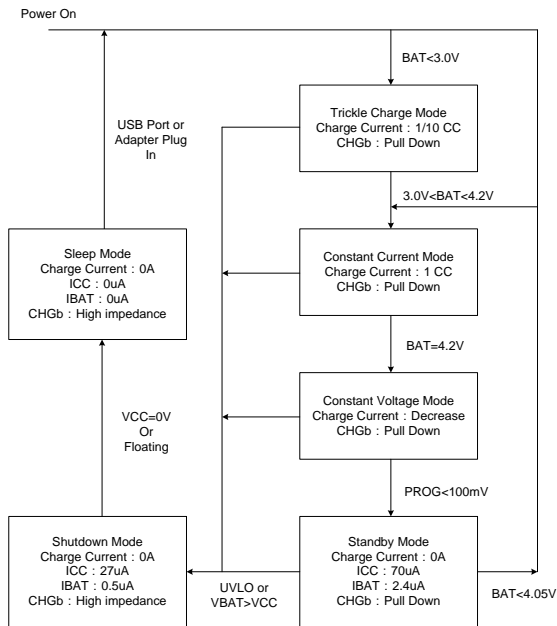 Power On
BAT<3.0V
Trickle Charge Mode
Charge Current : 1/10 CC
CHGb : Pull Down
USB Port or
Adapter Plug
In
3.0V<BAT<4.2V
Sleep Mode
Charge Current : 0A
ICC : 0uA
IBAT : 0uA
CHGb : High impedance
Constant Current Mode
Charge Current : 1 CC
CHGb : Pull Down
BAT=4.2V
VCC=0V
Or
Floating
Constant Voltage Mode
Charge Current : Decrease
CHGb : Pull Down
PROG<100mV
Shutdown Mode
Charge Current : 0A
ICC : 27uA
IBAT : 0.5uA
CHGb : High impedance
UVLO or
VBAT>VCC
Standby Mode
Charge Current : 0A
ICC : 70uA
IBAT : 2.4uA
CHGb : Pull Down
BAT<4.05V